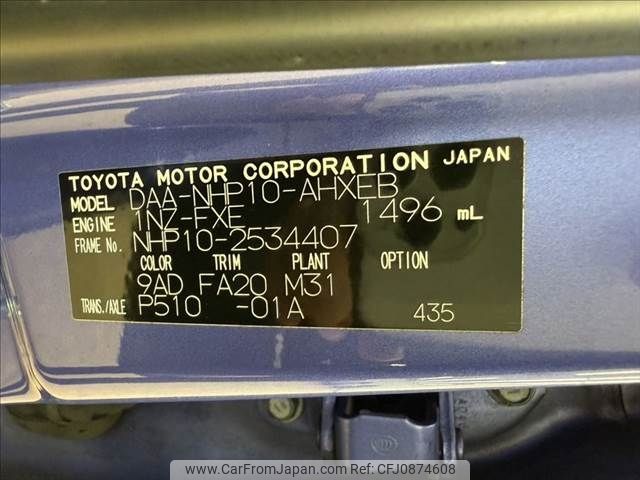 TOYOTA MOTOR CORPORATION JAPAN
MODEL DAA-NHP10-AHXEB
ENGINE 1NZ-FXE 1496 mL
FRAME No. NHP10-2534407
COLOR TRIM PLANT OPTION
9AD FA20 M31
TRANS./AXLE P510 -01A 435
www.CarFromJapan.com/ID:CFJ0874608